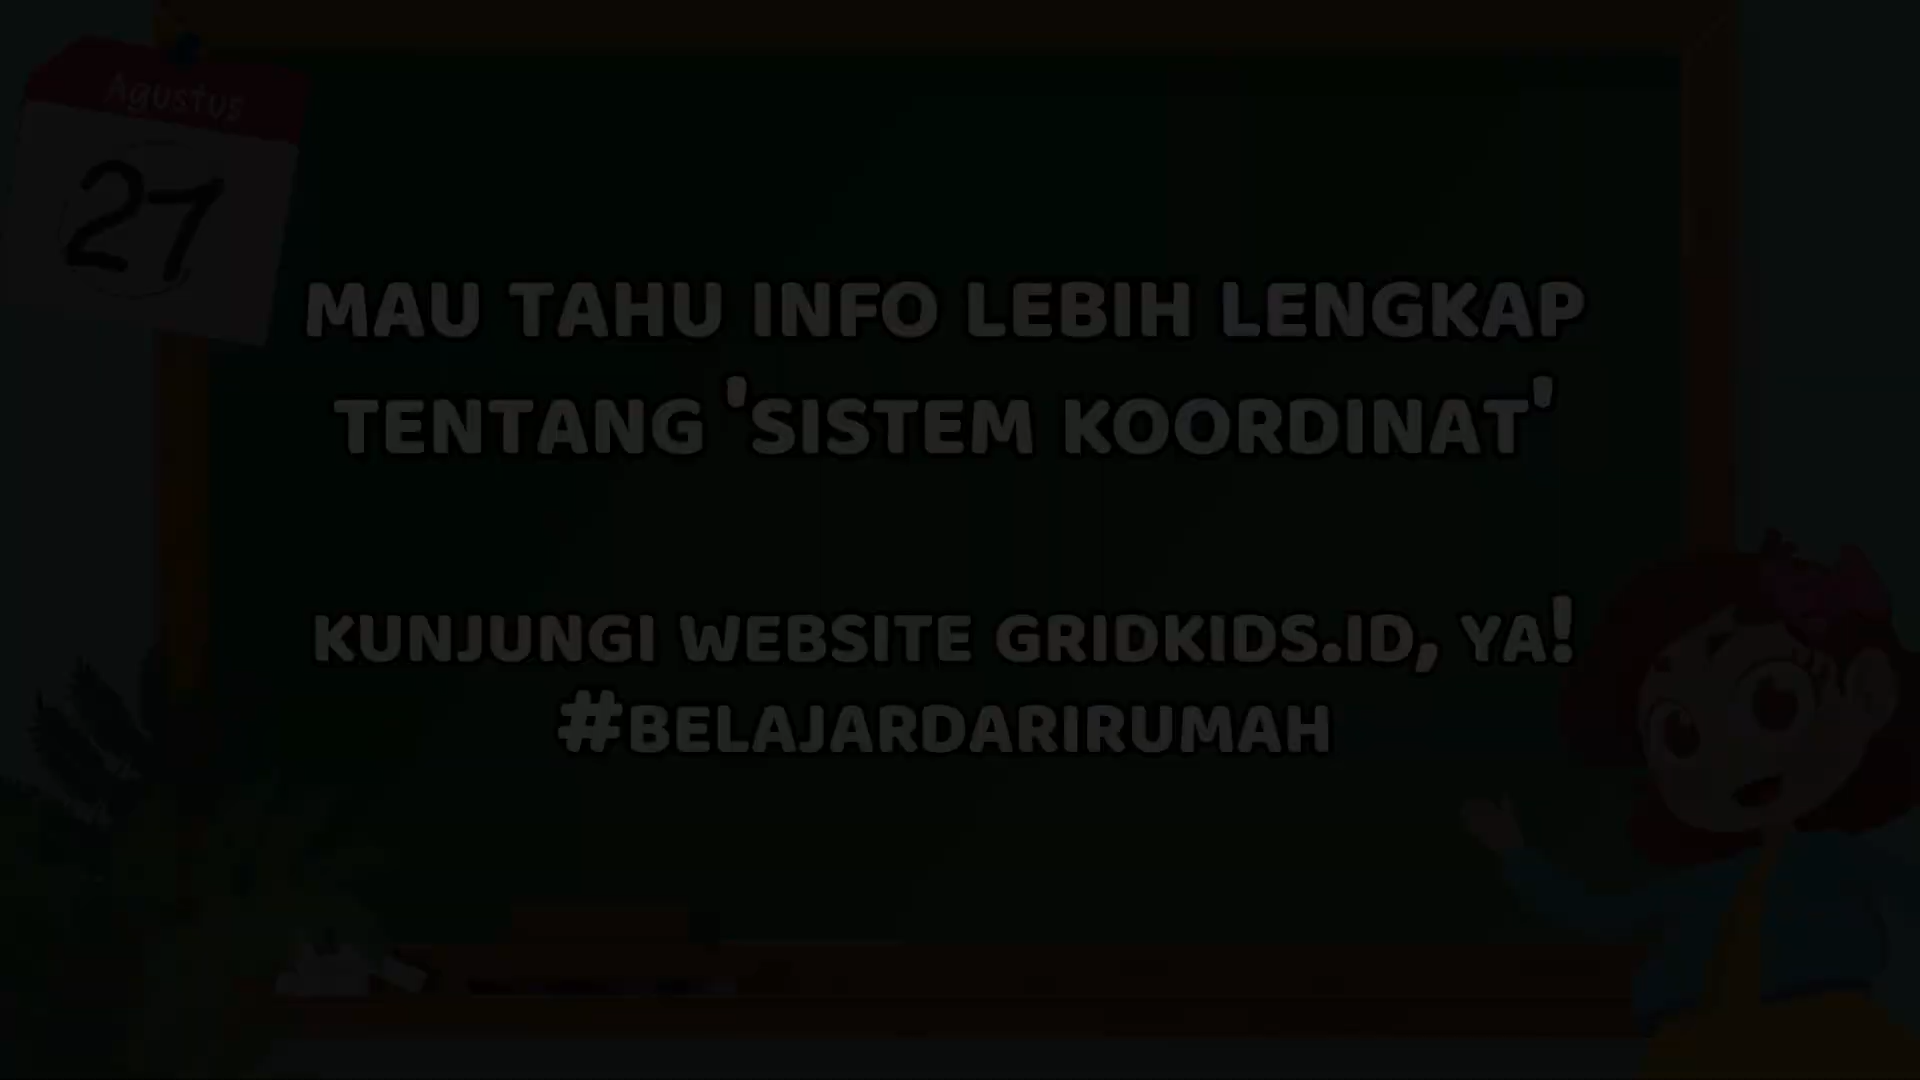 Agustus
27
MAU TAHU INFO LEBIH LENGKAP
TENTANG 'SISTEM KOORDINAT'
KUNJUNGI WEBSITE GRIDKIDS.ID, YA!
#BELAJARDARIRUMAH